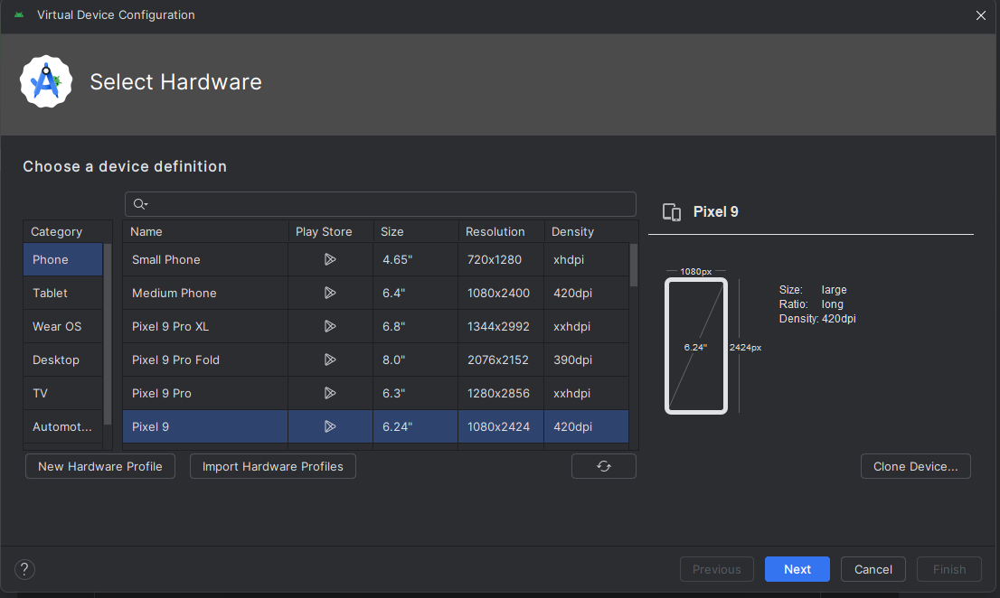 Virtual Device Configuration
Select Hardware
Choose a device definition
Category
Phone
Tablet
Wear OS
Desktop
TV
Automot...
Name Play Store Size Resolution Density
Small Phone 4.65" 720x1280 xhdpi
Medium Phone 6.4" 1080x2400 420dpi
Pixel 9 Pro XL 6.8" 1344x2992 xxhdpi
Pixel 9 Pro Fold 8.0" 2076x2152 390dpi
Pixel 9 Pro 6.3" 1280x2856 xxhdpi
Pixel 9 6.24" 1080x2424 420dpi
Pixel 9
1080px
6.24"
2424px
Size: large
Ratio: long
Density: 420dpi
New Hardware Profile Import Hardware Profiles Clone Device...
? Previous Next Cancel Finish